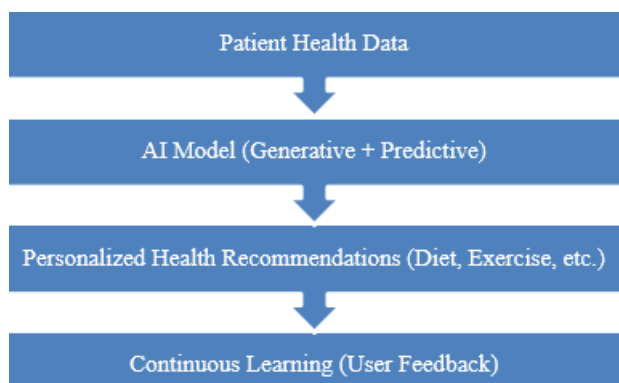 Patient Health Data
AI Model (Generative + Predictive)
Personalized Health Recommendations (Diet, Exercise, etc.)
Continuous Learning (User Feedback)